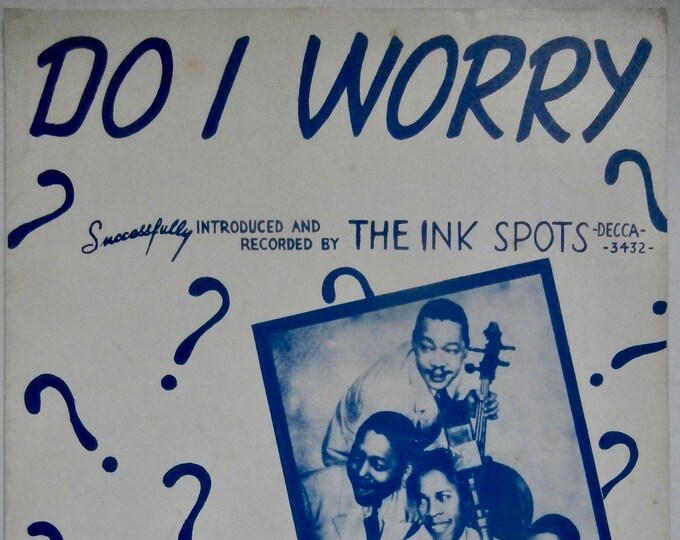 DO I WORRY
Successfully INTRODUCED AND RECORDED BY THE INK SPOTS -DECCA- -3432-